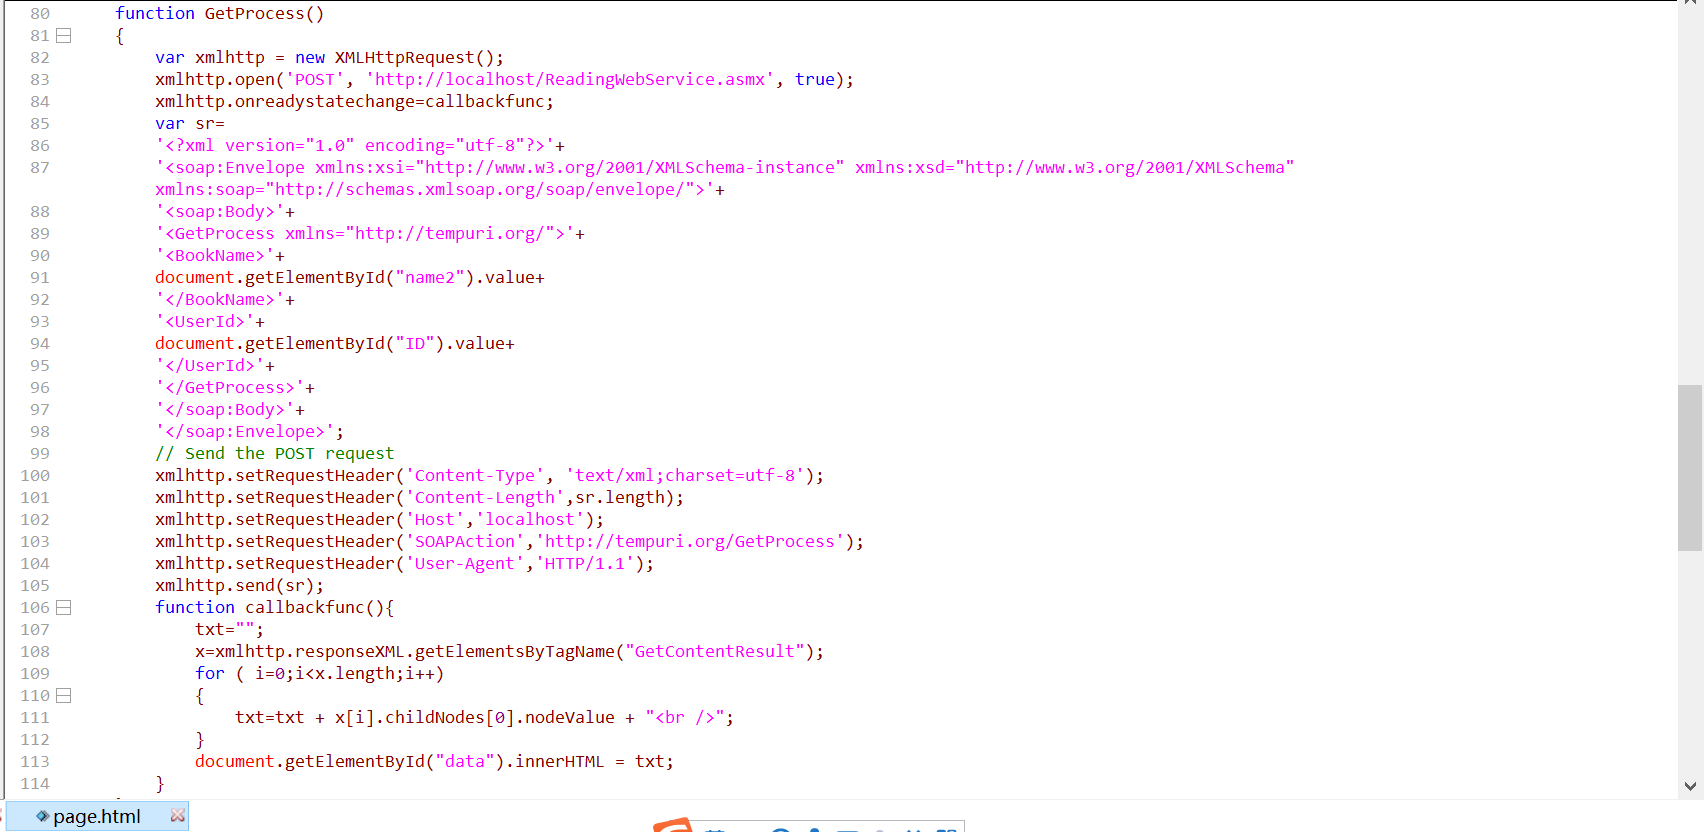 80 function GetProcess()
81 {
82 var xmlhttp = new XMLHttpRequest();
83 xmlhttp.open('POST', 'http://localhost/ReadingWebService.asmx', true);
84 xmlhttp.onreadystatechange=callbackfunc;
85 var sr=
86 '<?xml version="1.0" encoding="utf-8"?>'+
87 '<soap:Envelope xmlns:xsi="http://www.w3.org/2001/XMLSchema-instance" xmlns:xsd="http://www.w3.org/2001/XMLSchema"
xmlns:soap="http://schemas.xmlsoap.org/soap/envelope/">'+
88 '<soap:Body>'+
89 '<GetProcess xmlns="http://tempuri.org/">'+
90 '<BookName>'+
91 document.getElementById("name2").value+
92 '</BookName>'+
93 '<UserId>'+
94 document.getElementById("ID").value+
95 '</UserId>'+
96 '</GetProcess>'+
97 '</soap:Body>'+
98 '</soap:Envelope>';
99 // Send the POST request
100 xmlhttp.setRequestHeader('Content-Type', 'text/xml;charset=utf-8');
101 xmlhttp.setRequestHeader('Content-Length',sr.length);
102 xmlhttp.setRequestHeader('Host','localhost');
103 xmlhttp.setRequestHeader('SOAPAction','http://tempuri.org/GetProcess');
104 xmlhttp.setRequestHeader('User-Agent','HTTP/1.1');
105 xmlhttp.send(sr);
106 function callbackfunc(){
107 txt="";
108 x=xmlhttp.responseXML.getElementsByTagName("GetContentResult");
109 for ( i=0;i<x.length;i++)
110 {
111 txt=txt + x[i].childNodes[0].nodeValue + "<br />";
112 }
113 document.getElementById("data").innerHTML = txt;
114 }
page.html